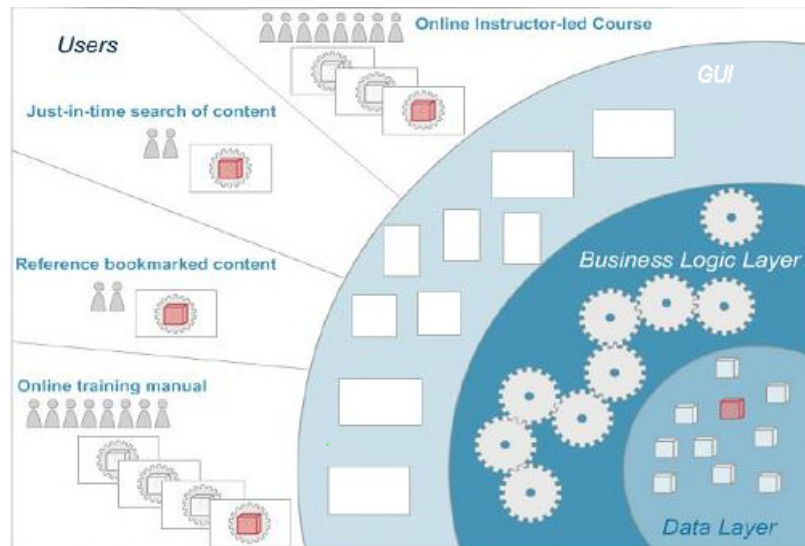 Users
Online Instructor-led Course
GUI
Just-in-time search of content
Business Logic Layer
Reference bookmarked content
Online training manual
Data Layer